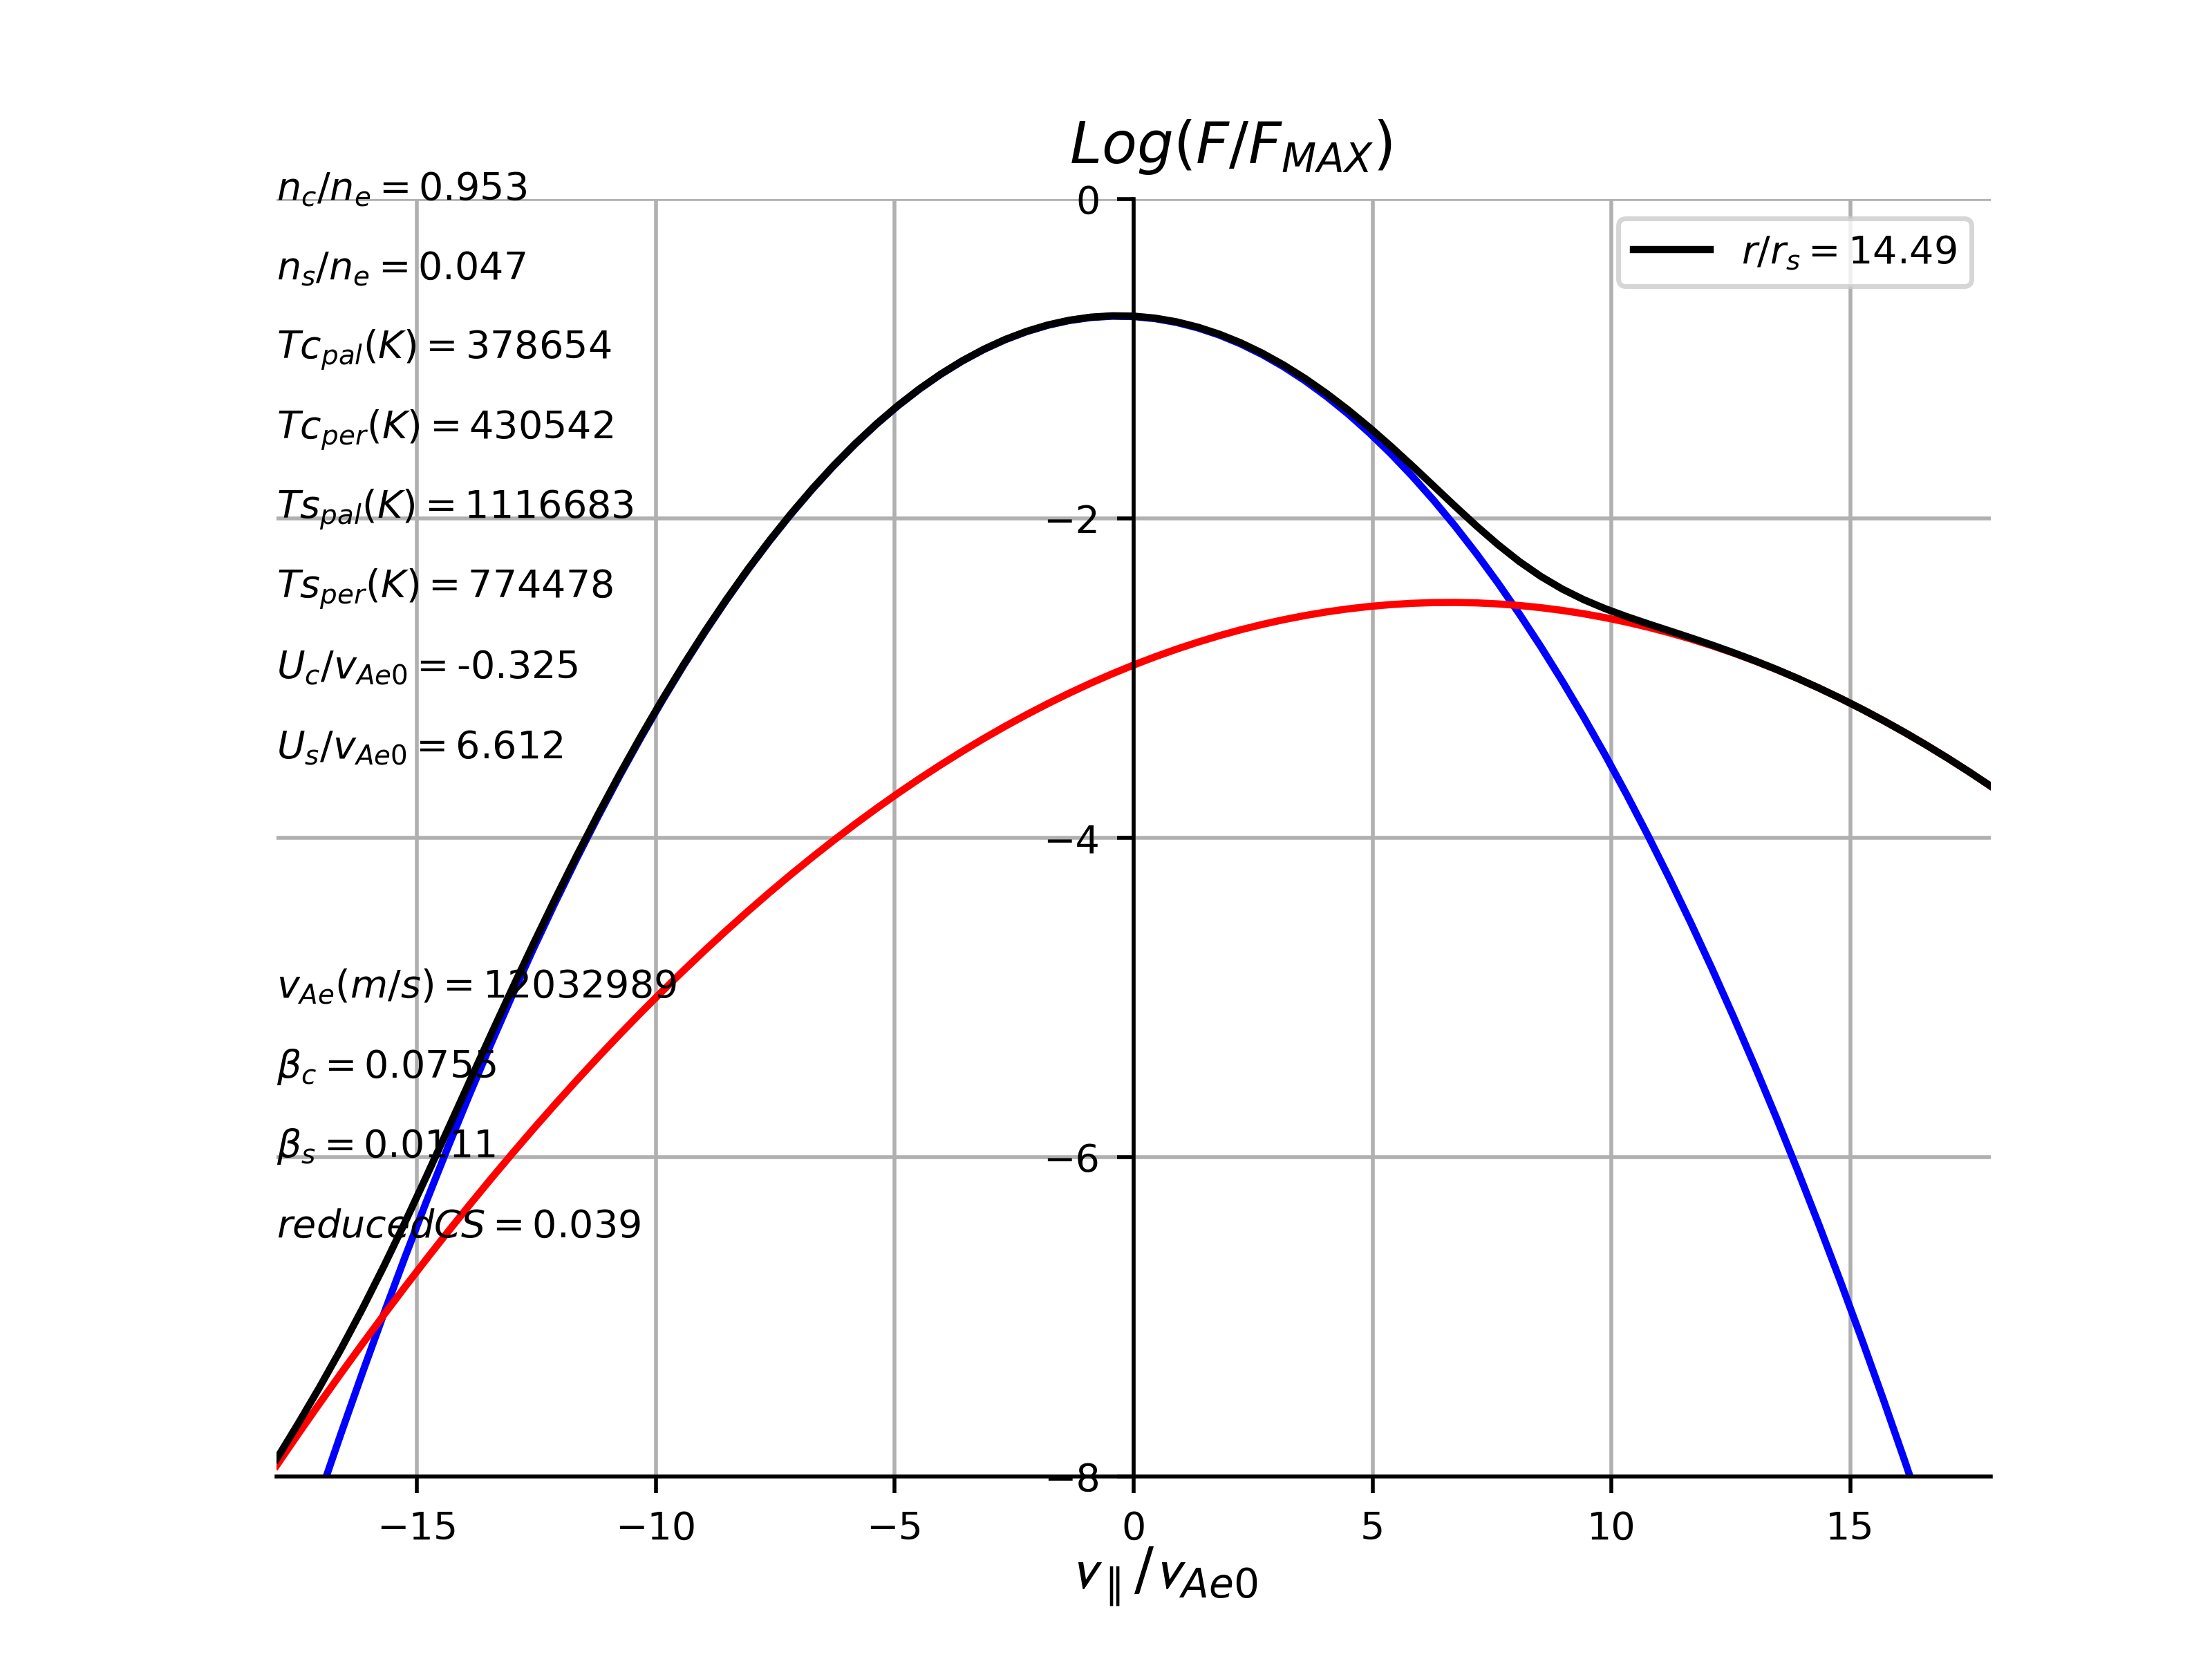 Log(F/F_MAX)
n_c/n_e = 0.953
n_s/n_e = 0.047
Tc_pal(K) = 378654
Tc_per(K) = 430542
Ts_pal(K) = 1116683
Ts_per(K) = 774478
U_c/v_Ae0 = -0.325
U_s/v_Ae0 = 6.612
v_Ae(m/s) = 12032989
β_c = 0.0755
β_s = 0.0111
reducedCS = 0.039
r/r_s = 14.49
0
−2
−4
−6
−8
−15 −10 −5 0 5 10 15
v_∥/v_Ae0